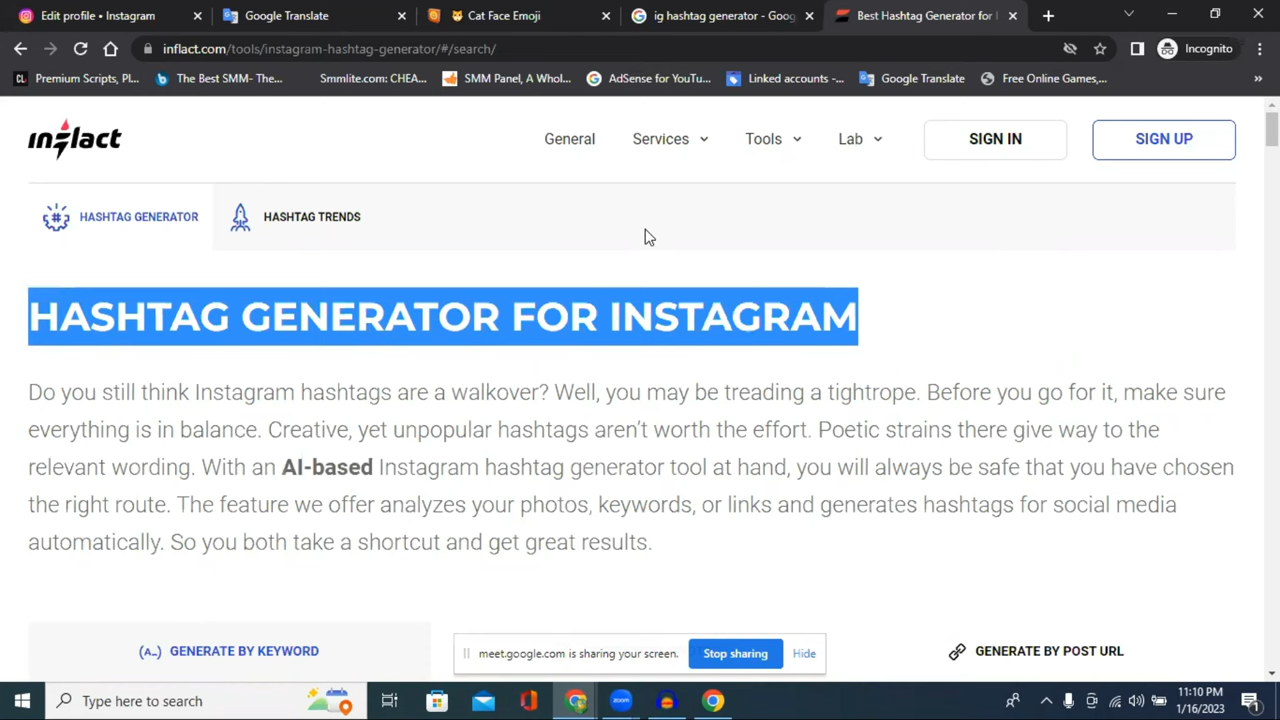 Edit profile • Instagram
Google Translate
Cat Face Emoji
ig hashtag generator - Goog
Best Hashtag Generator for I
inflact.com/tools/instagram-hashtag-generator/#/search/
Incognito
Premium Scripts, Pl...
The Best SMM- The...
Smmlite.com: CHEA...
SMM Panel, A Whol...
AdSense for YouTu...
Linked accounts -...
Google Translate
Free Online Games,...
inflact
General
Services
Tools
Lab
SIGN IN
SIGN UP
HASHTAG GENERATOR
HASHTAG TRENDS
HASHTAG GENERATOR FOR INSTAGRAM
Do you still think Instagram hashtags are a walkover? Well, you may be treading a tightrope. Before you go for it, make sure
everything is in balance. Creative, yet unpopular hashtags aren’t worth the effort. Poetic strains there give way to the
relevant wording. With an AI-based Instagram hashtag generator tool at hand, you will always be safe that you have chosen
the right route. The feature we offer analyzes your photos, keywords, or links and generates hashtags for social media
automatically. So you both take a shortcut and get great results.
GENERATE BY KEYWORD
meet.google.com is sharing your screen.
Stop sharing
Hide
GENERATE BY POST URL
Type here to search
zoom
11:10 PM
1/16/2023